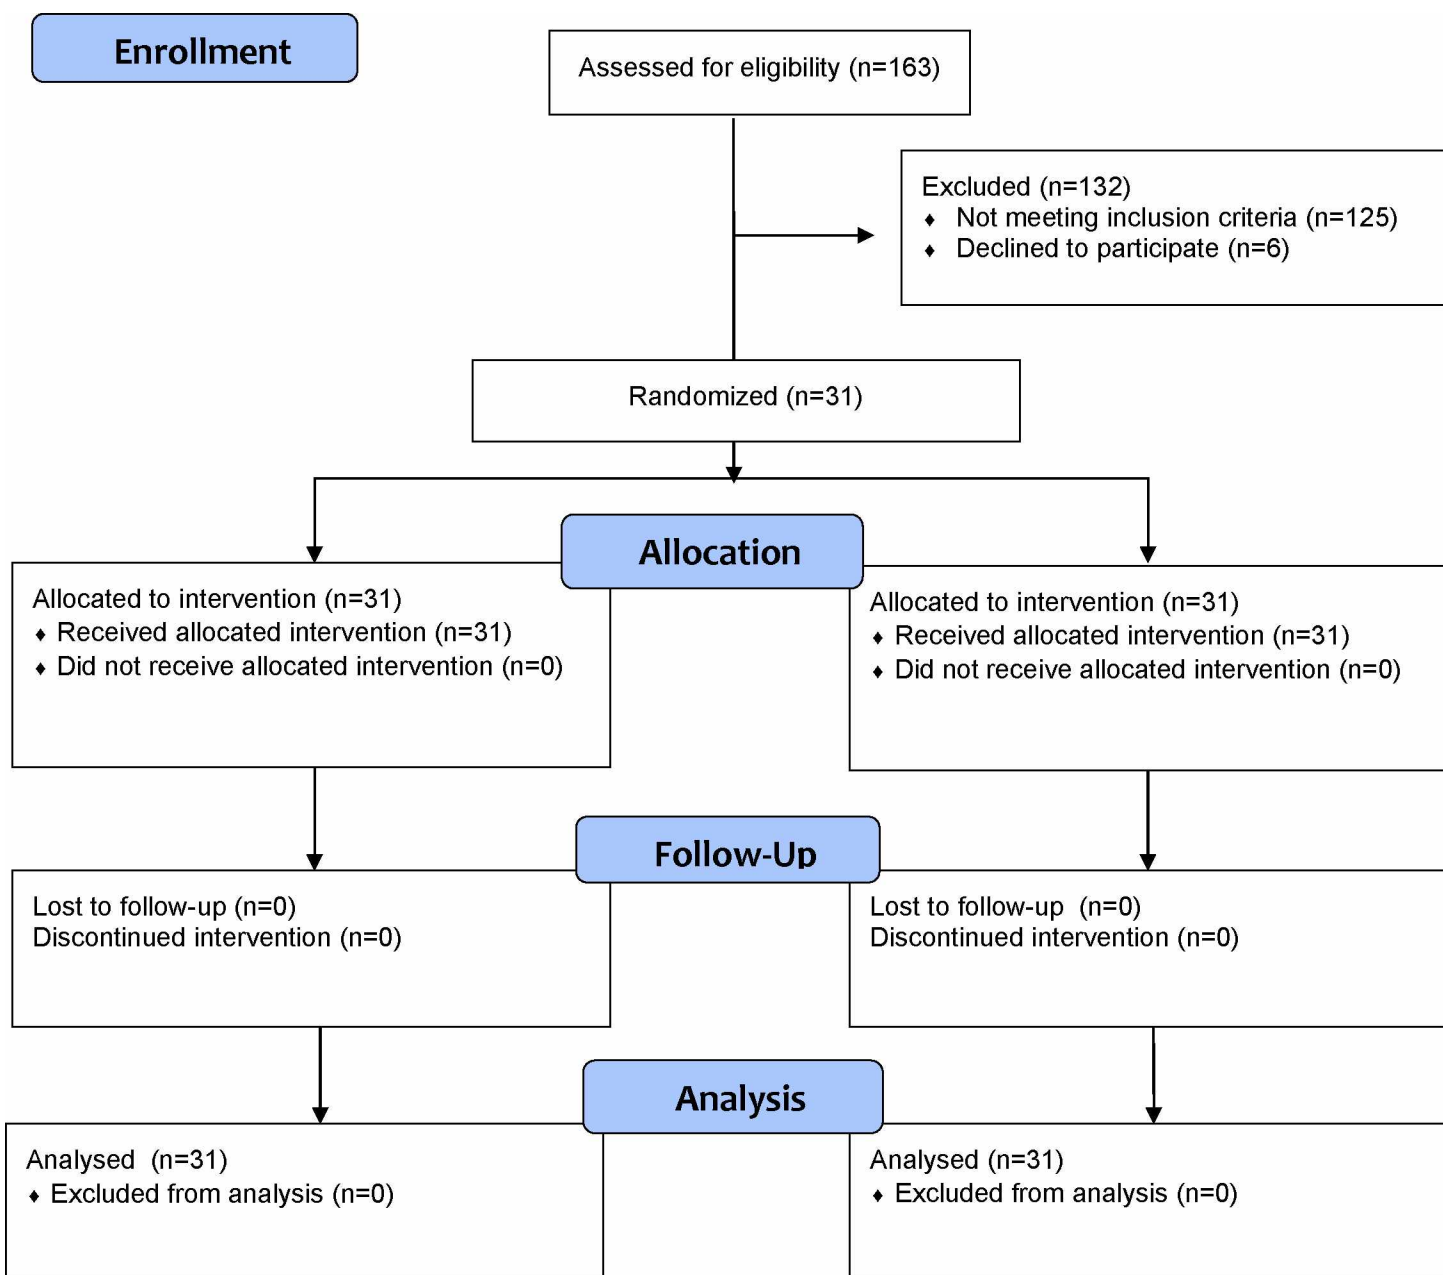 Enrollment
Assessed for eligibility (n=163)
Excluded (n=132)
♦ Not meeting inclusion criteria (n=125)
♦ Declined to participate (n=6)
Randomized (n=31)
Allocation
Allocated to intervention (n=31)
♦ Received allocated intervention (n=31)
♦ Did not receive allocated intervention (n=0)
Allocated to intervention (n=31)
♦ Received allocated intervention (n=31)
♦ Did not receive allocated intervention (n=0)
Follow-Up
Lost to follow-up (n=0)
Discontinued intervention (n=0)
Lost to follow-up (n=0)
Discontinued intervention (n=0)
Analysis
Analysed (n=31)
♦ Excluded from analysis (n=0)
Analysed (n=31)
♦ Excluded from analysis (n=0)